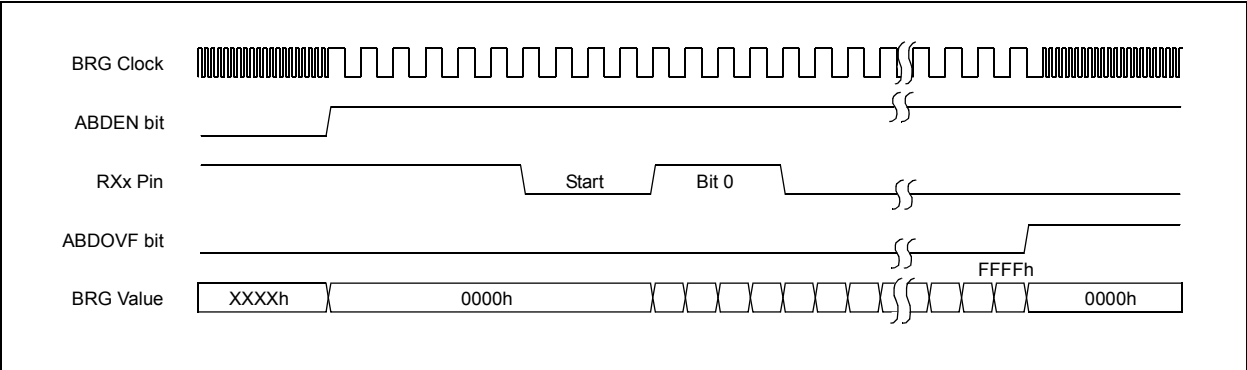 BRG Clock
ABDEN bit
RXx Pin
Start
Bit 0
ABDOVF bit
FFFFh
BRG Value
XXXXh
0000h
0000h